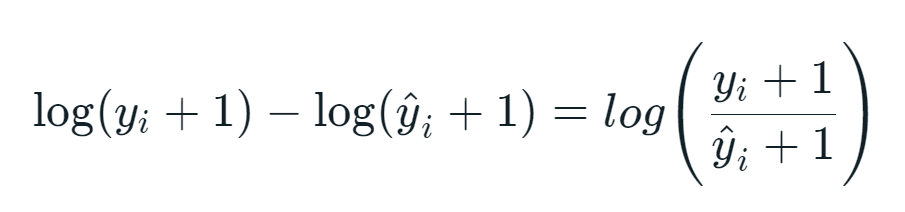 log(yᵢ + 1) − log(ŷᵢ + 1) = log((yᵢ + 1)/(ŷᵢ + 1))